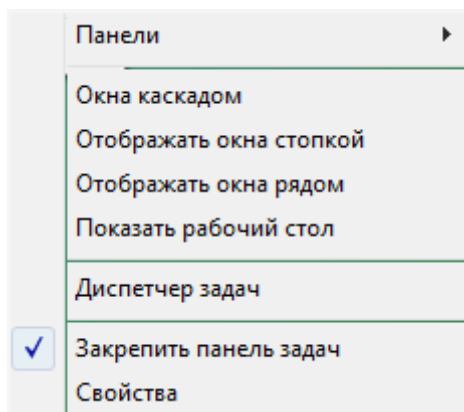 Панели
Окна каскадом
Отображать окна стопкой
Отображать окна рядом
Показать рабочий стол
Диспетчер задач
Закрепить панель задач
Свойства